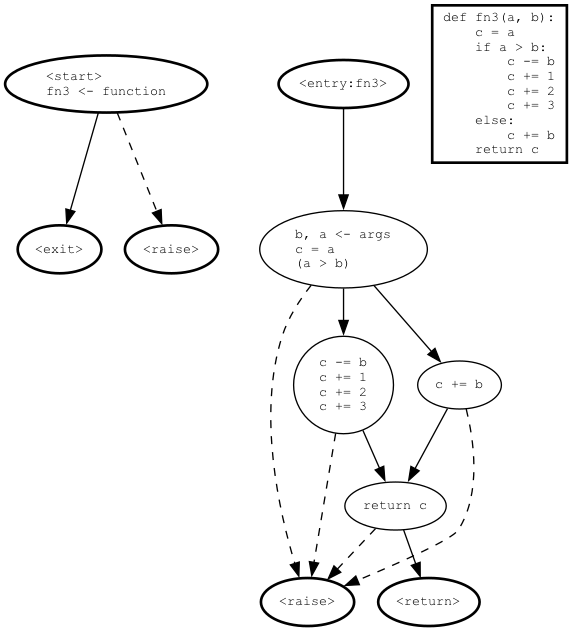 def fn3(a, b):
    c = a
    if a > b:
        c -= b
        c += 1
        c += 2
        c += 3
    else:
        c += b
    return c
<start>
fn3 <- function
<entry:fn3>
<exit>
<raise>
b, a <- args
c = a
(a > b)
c -= b
c += 1
c += 2
c += 3
c += b
return c
<raise>
<return>